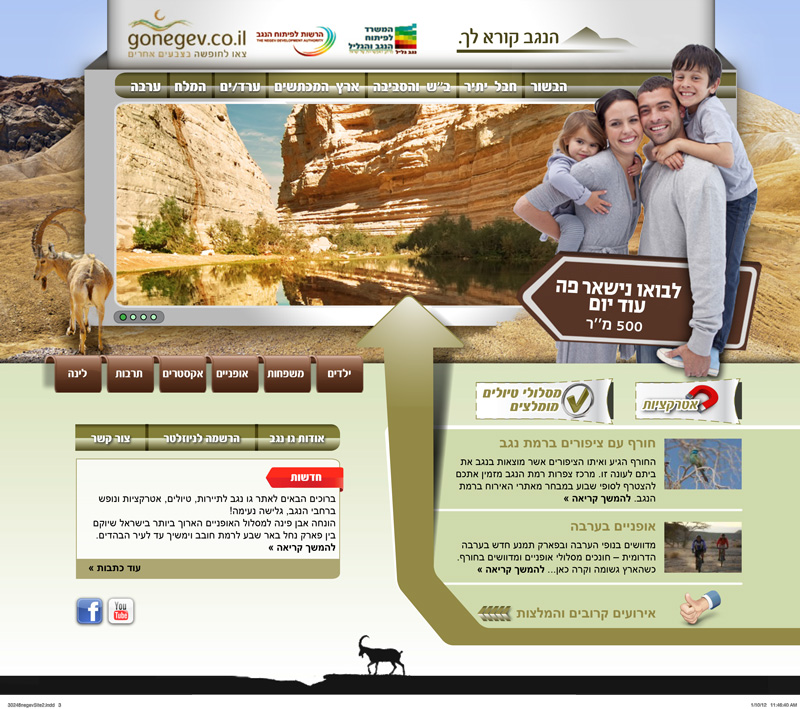 gonegev.co.il
צאו לחופשה בצבעים אחרים
הרשות לפיתוח הנגב
THE NEGEV DEVELOPMENT AUTHORITY
המשרד
לפיתוח
הנגב והגליל
הנגב קורא לך.
הבשור
חבל יתיר
ב"ש והסביבה
ארץ המכתשים
ערד/ים
המלח
ערבה
לבואו נישאר פה
עוד יום
500 מ''ר
ילדים
משפחות
אופניים
אקסטרים
תרבות
לינה
אטרקציות
מסלולי טיולים
מומלצים
אודות גו נגב
הרשמה לניוזלטר
צור קשר
חדשות
ברוכים הבאים לאתר גו נגב לתיירות, טיולים, אטרקציות ונופש
ברחבי הנגב, גלישה נעימה!
הונחה אבן פינה למסלול האופניים הארוך ביותר בישראל שיוקם
בין פארק נחל באר שבע לרמת חובב וימשיך עד לעיר הבהדים.
להמשך קריאה »
עוד כתבות »
חורף עם ציפורים ברמת נגב
החורף הגיע ואיתו הציפורים אשר מוצאות בנגב את
ביתם לעונה זו. מרכז צפרות רמת הנגב מזמין אתכם
להצטרף לסופי שבוע במבחר מאתרי האירוח ברמת
הנגב. להמשך קריאה »
אופניים בערבה
מדוושים בנופי הערבה ובפארק תמנע חדש בערבה
הדרומית – חונכים מסלולי אופניים ומדוושים בחורף.
כשהארץ גשומה וקרה כאן... להמשך קריאה »
אירועים קרובים והמלצות
You
Tube
30248negevSite2.indd 3
1/10/12 11:46:40 AM